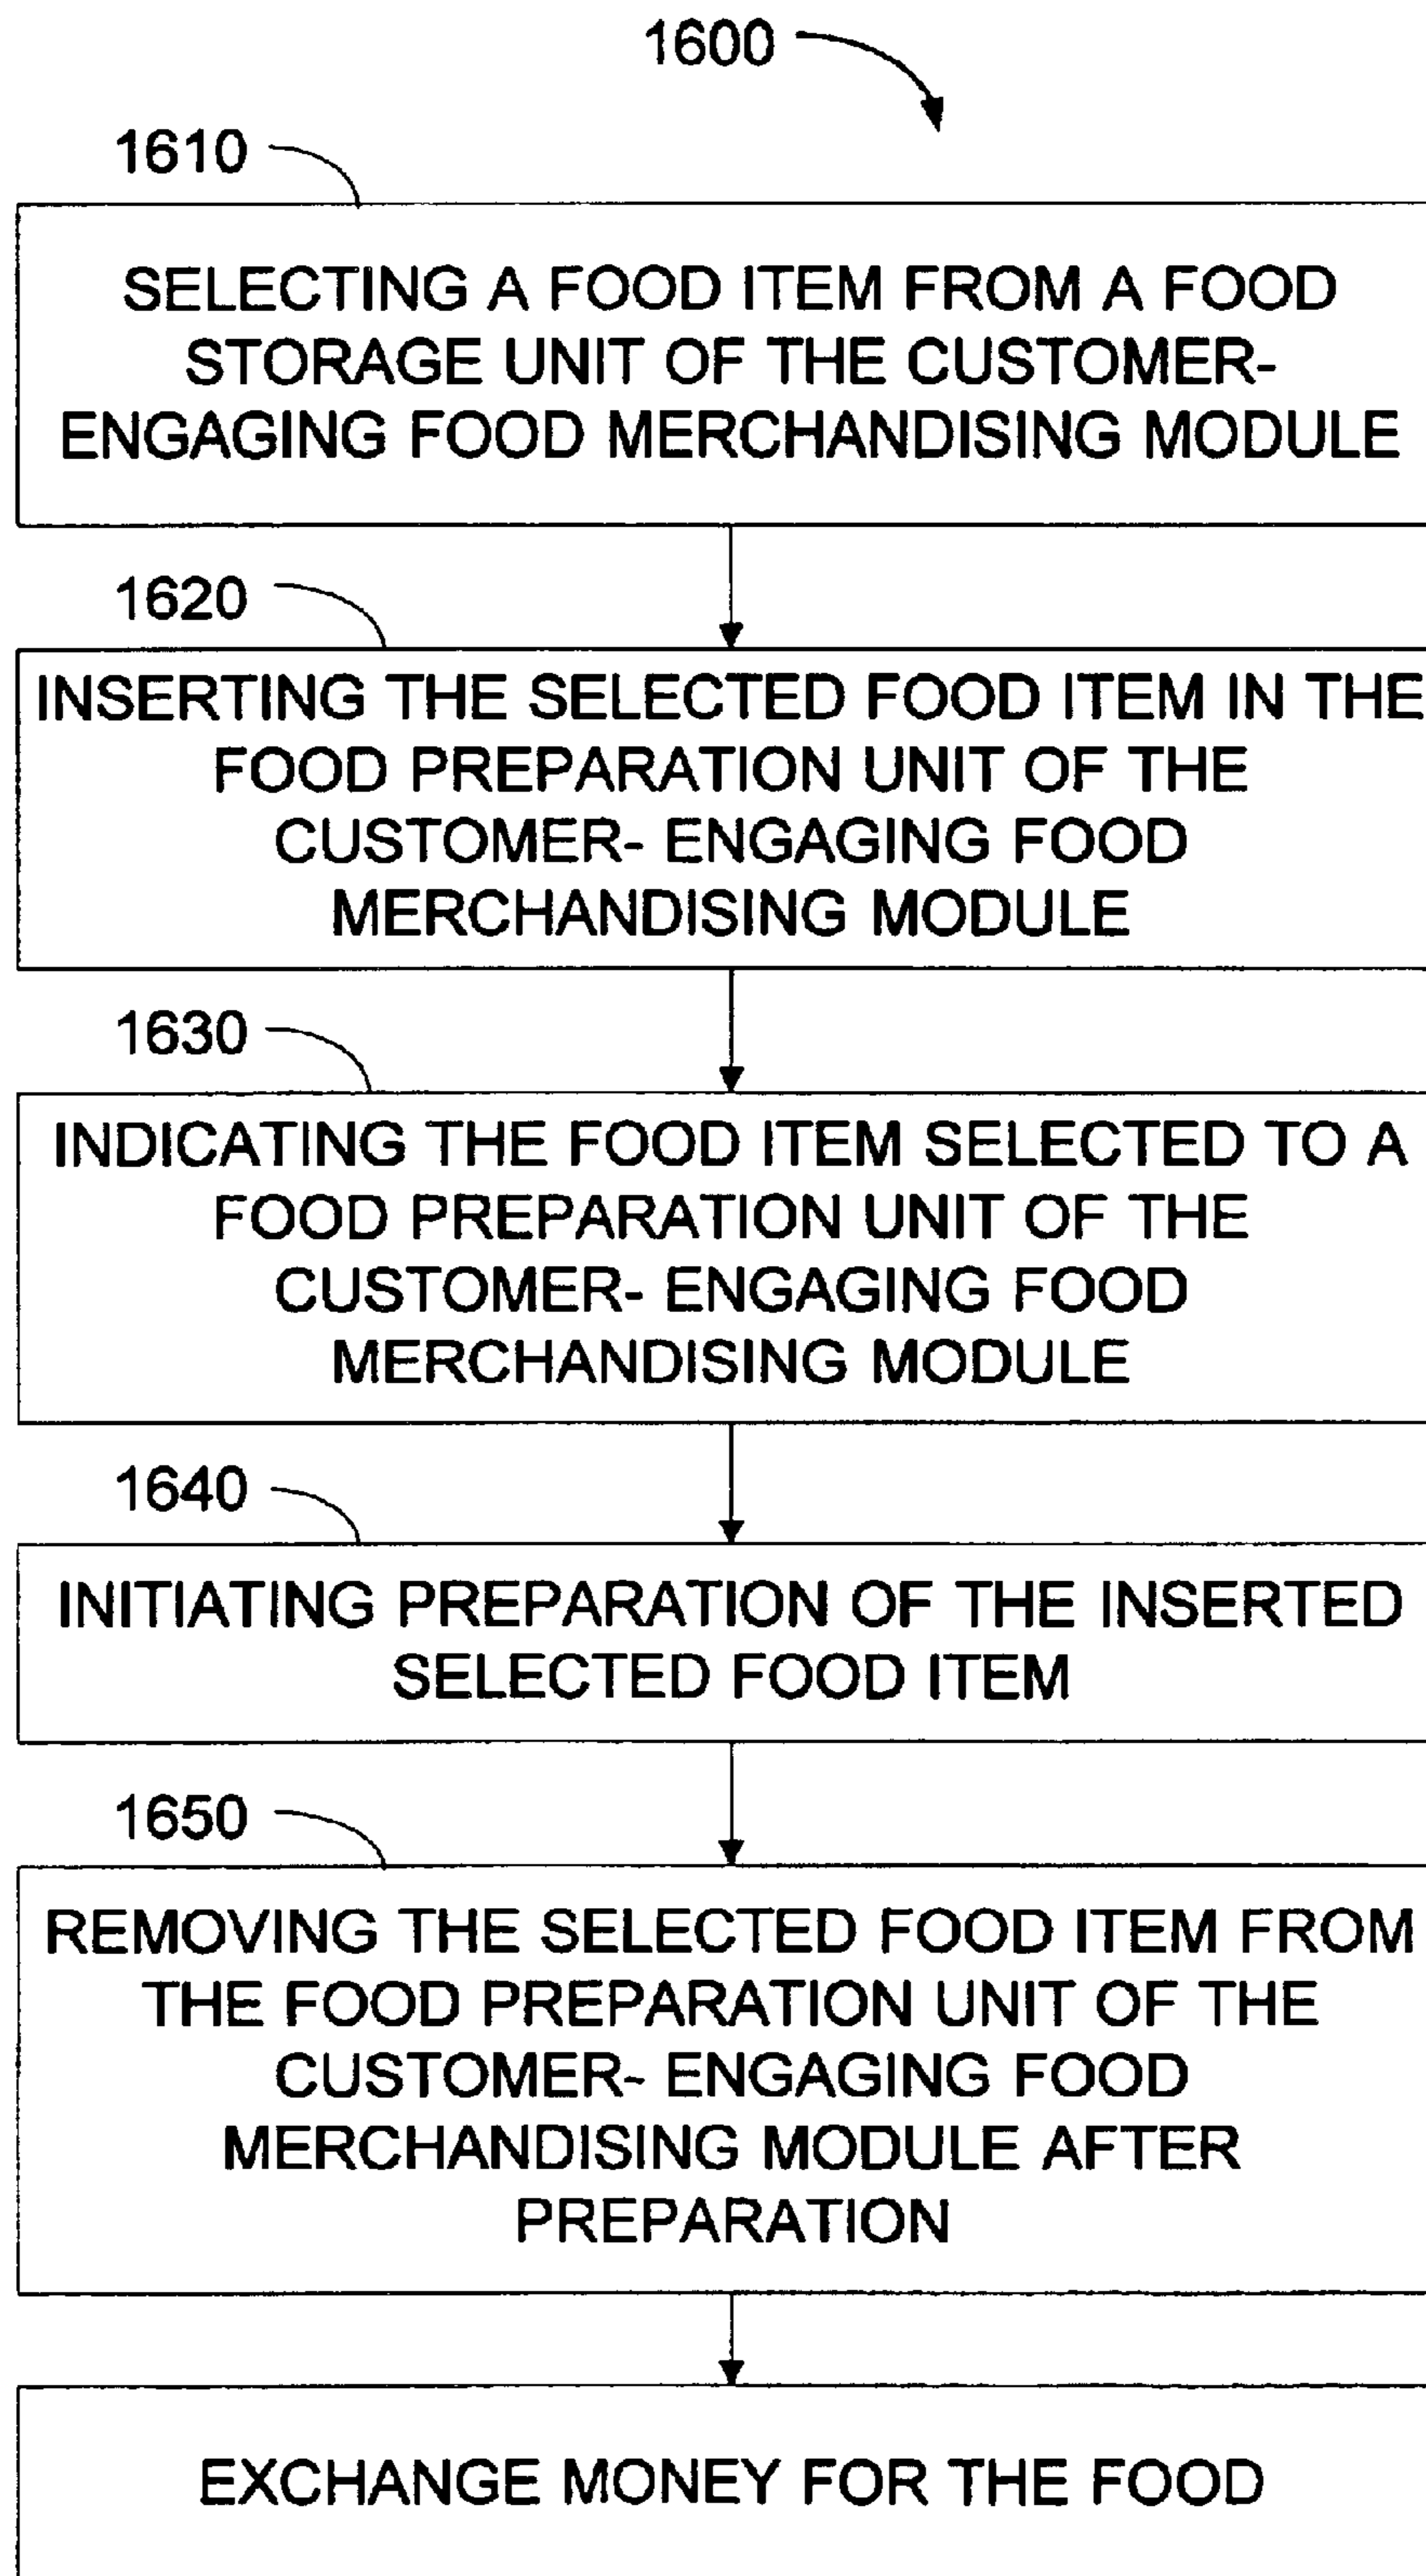 1600
1610
SELECTING A FOOD ITEM FROM A FOOD
STORAGE UNIT OF THE CUSTOMER-
ENGAGING FOOD MERCHANDISING MODULE
1620
INSERTING THE SELECTED FOOD ITEM IN THE
FOOD PREPARATION UNIT OF THE
CUSTOMER- ENGAGING FOOD
MERCHANDISING MODULE
1630
INDICATING THE FOOD ITEM SELECTED TO A
FOOD PREPARATION UNIT OF THE
CUSTOMER- ENGAGING FOOD
MERCHANDISING MODULE
1640
INITIATING PREPARATION OF THE INSERTED
SELECTED FOOD ITEM
1650
REMOVING THE SELECTED FOOD ITEM FROM
THE FOOD PREPARATION UNIT OF THE
CUSTOMER- ENGAGING FOOD
MERCHANDISING MODULE AFTER
PREPARATION
EXCHANGE MONEY FOR THE FOOD